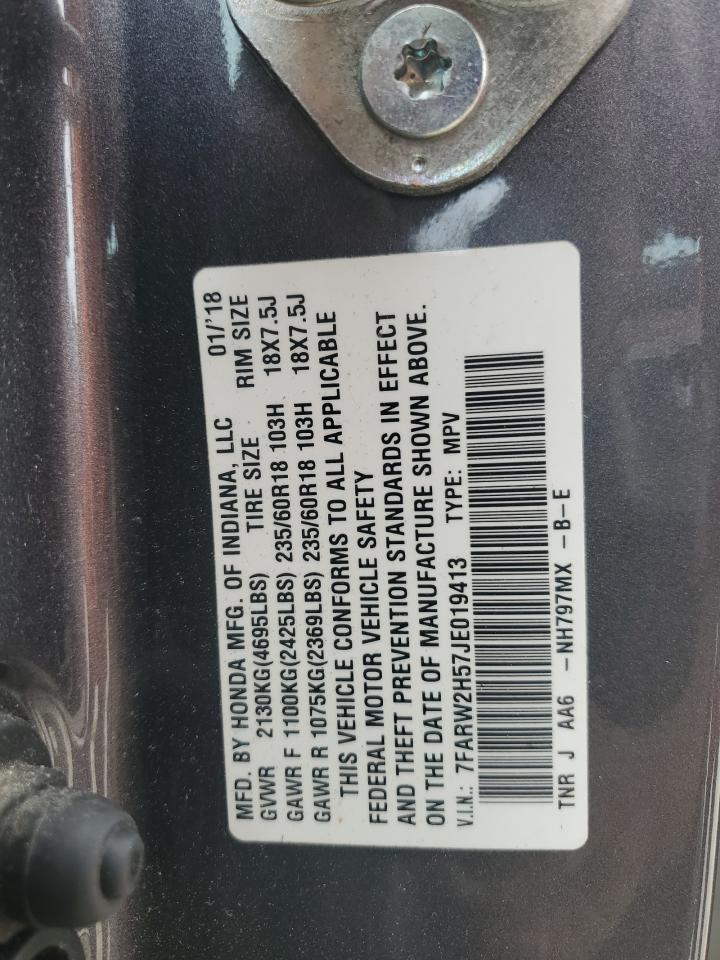 MFD. BY HONDA MFG. OF INDIANA, LLC 01/'18
GVWR 2130KG(4695LBS) TIRE SIZE RIM SIZE
GAWR F 1100KG(2425LBS) 235/60R18 103H 18X7.5J
GAWR R 1075KG(2369LBS) 235/60R18 103H 18X7.5J
THIS VEHICLE CONFORMS TO ALL APPLICABLE
FEDERAL MOTOR VEHICLE SAFETY
AND THEFT PREVENTION STANDARDS IN EFFECT
ON THE DATE OF MANUFACTURE SHOWN ABOVE.
V.I.N.: 7FARW2H57JE019413 TYPE: MPV
TNR J AA6 -NH797MX -B-E